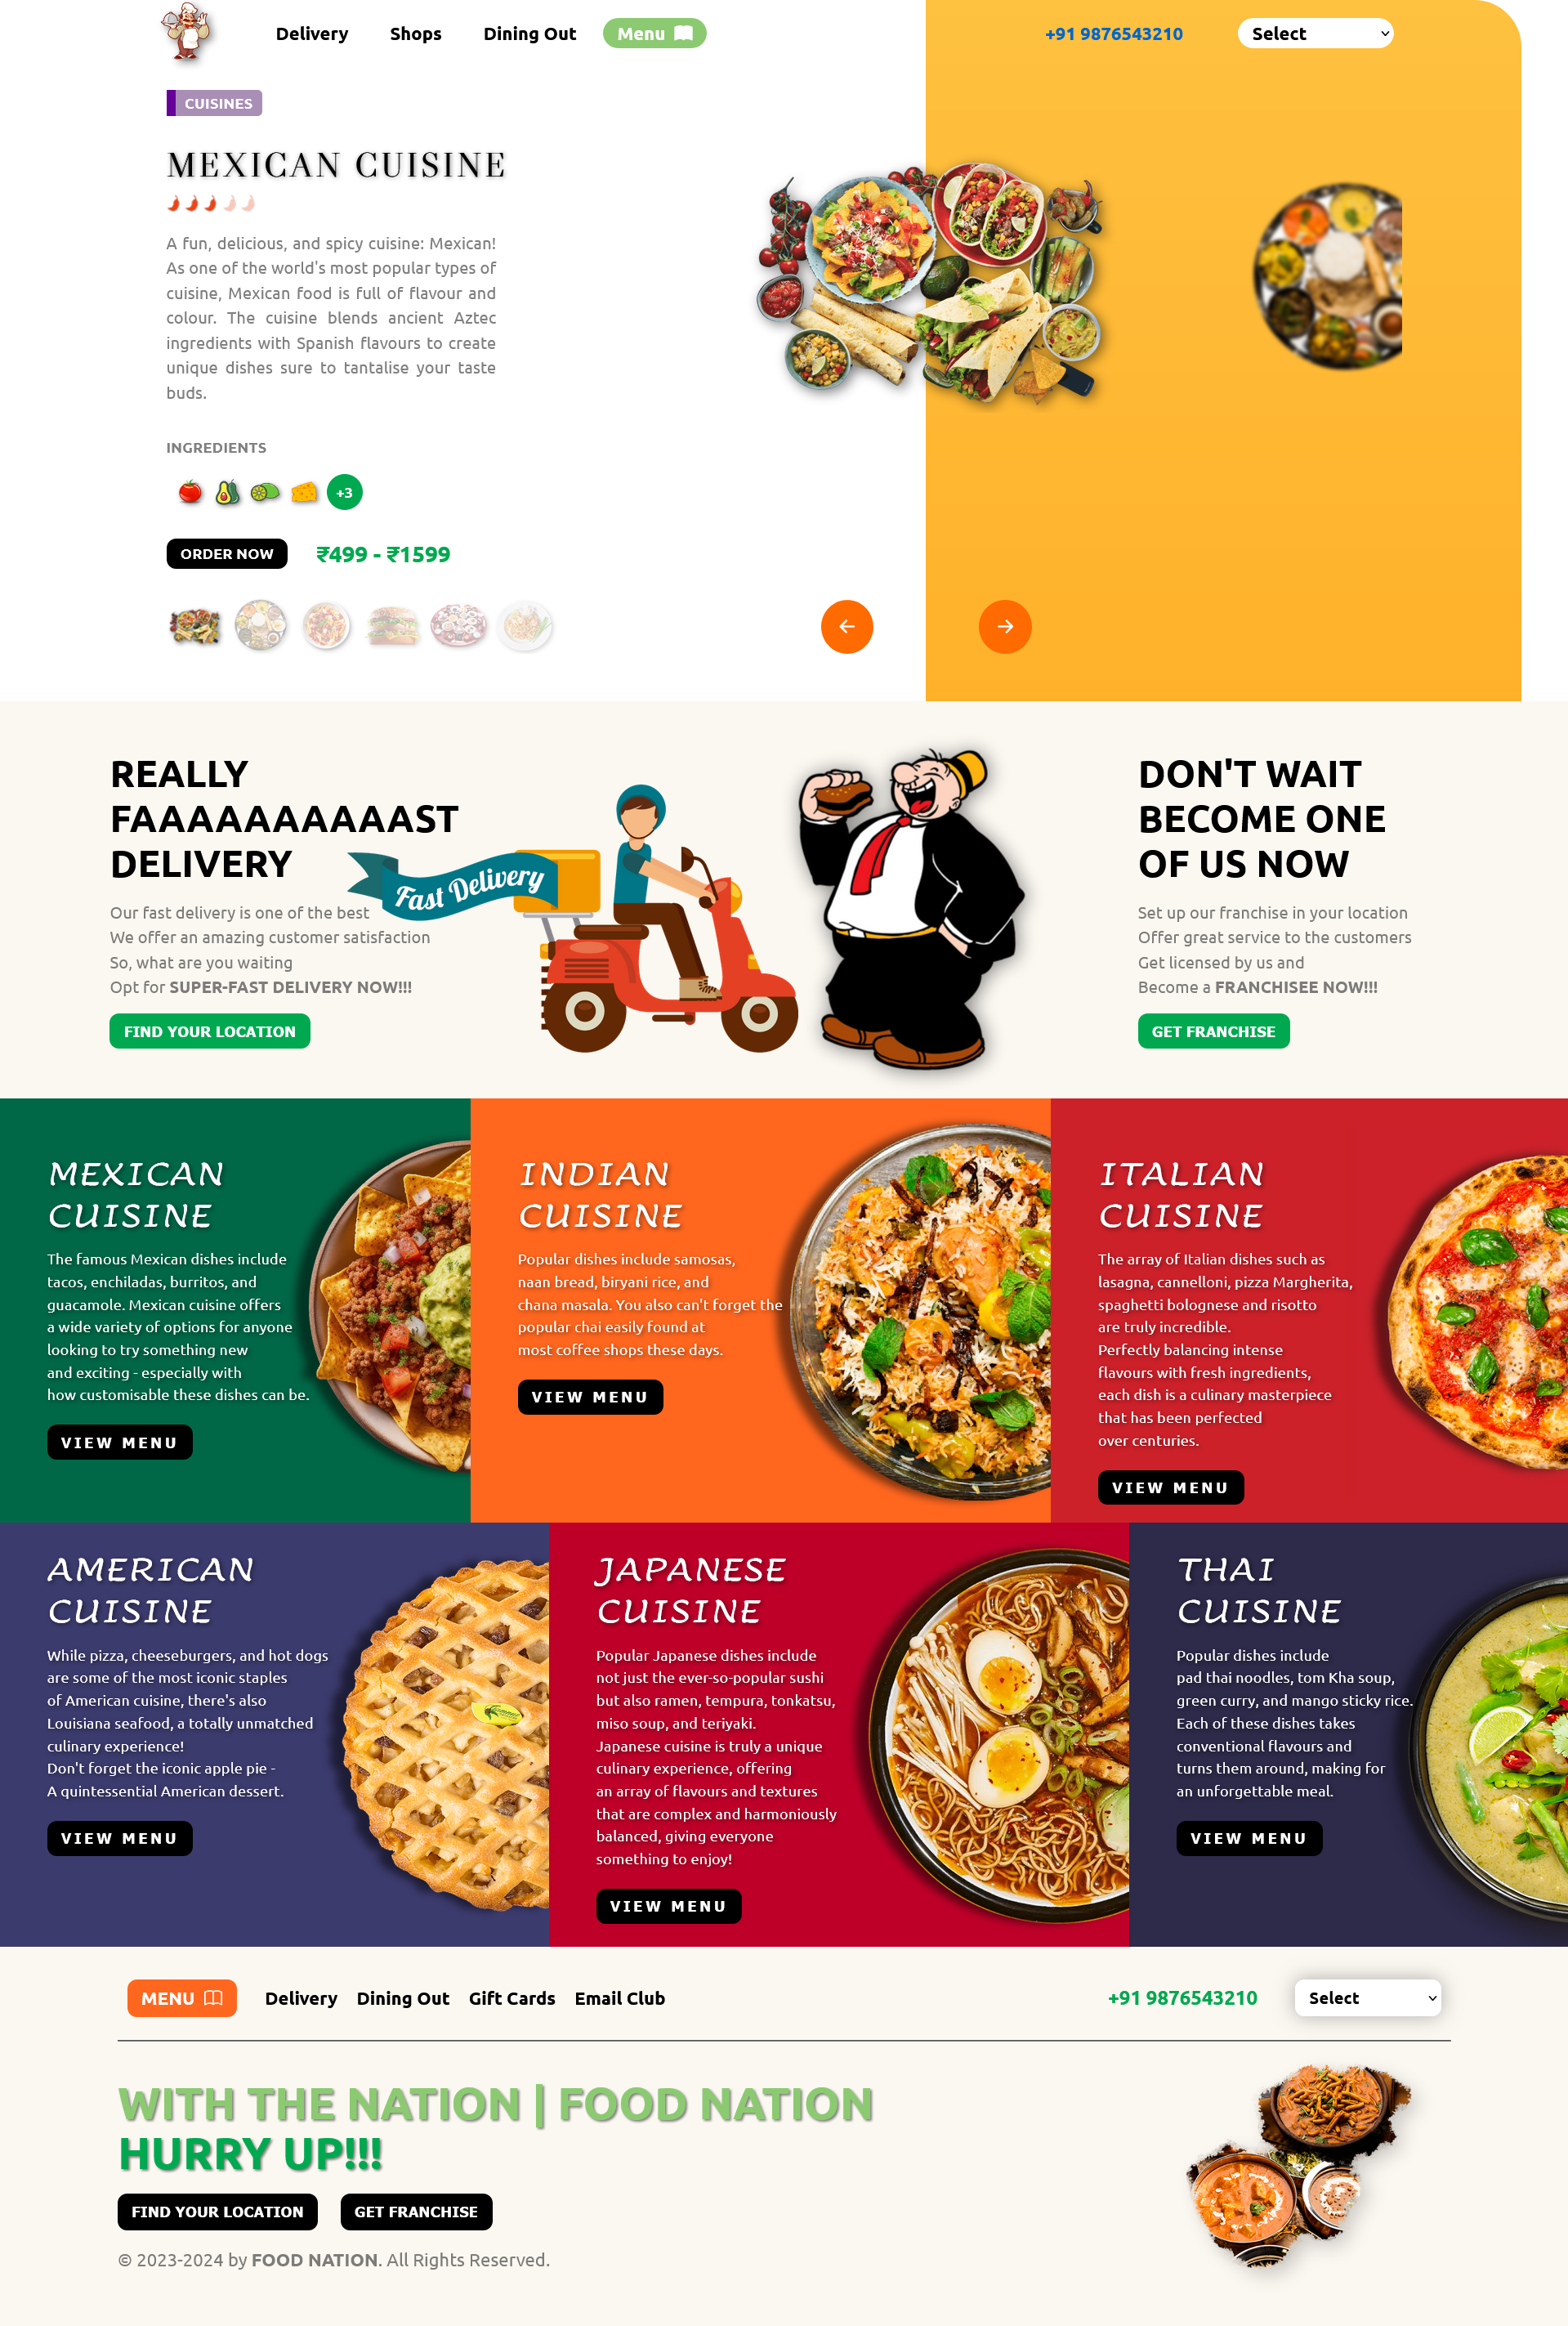 Delivery Shops Dining Out Menu +91 9876543210 Select
CUISINES
MEXICAN CUISINE
A fun, delicious, and spicy cuisine: Mexican!
As one of the world's most popular types of
cuisine, Mexican food is full of flavour and
colour. The cuisine blends ancient Aztec
ingredients with Spanish flavours to create
unique dishes sure to tantalise your taste
buds.
INGREDIENTS
+3
ORDER NOW ₹499 - ₹1599
REALLY
FAAAAAAAAAAST
DELIVERY
Our fast delivery is one of the best
We offer an amazing customer satisfaction
So, what are you waiting
Opt for SUPER-FAST DELIVERY NOW!!!
FIND YOUR LOCATION
Fast Delivery
DON'T WAIT
BECOME ONE
OF US NOW
Set up our franchise in your location
Offer great service to the customers
Get licensed by us and
Become a FRANCHISEE NOW!!!
GET FRANCHISE
MEXICAN
CUISINE
The famous Mexican dishes include
tacos, enchiladas, burritos, and
guacamole. Mexican cuisine offers
a wide variety of options for anyone
looking to try something new
and exciting - especially with
how customisable these dishes can be.
VIEW MENU
INDIAN
CUISINE
Popular dishes include samosas,
naan bread, biryani rice, and
chana masala. You also can't forget the
popular chai easily found at
most coffee shops these days.
VIEW MENU
ITALIAN
CUISINE
The array of Italian dishes such as
lasagna, cannelloni, pizza Margherita,
spaghetti bolognese and risotto
are truly incredible.
Perfectly balancing intense
flavours with fresh ingredients,
each dish is a culinary masterpiece
that has been perfected
over centuries.
VIEW MENU
AMERICAN
CUISINE
While pizza, cheeseburgers, and hot dogs
are some of the most iconic staples
of American cuisine, there's also
Louisiana seafood, a totally unmatched
culinary experience!
Don't forget the iconic apple pie -
A quintessential American dessert.
VIEW MENU
JAPANESE
CUISINE
Popular Japanese dishes include
not just the ever-so-popular sushi
but also ramen, tempura, tonkatsu,
miso soup, and teriyaki.
Japanese cuisine is truly a unique
culinary experience, offering
an array of flavours and textures
that are complex and harmoniously
balanced, giving everyone
something to enjoy!
VIEW MENU
THAI
CUISINE
Popular dishes include
pad thai noodles, tom Kha soup,
green curry, and mango sticky rice.
Each of these dishes takes
conventional flavours and
turns them around, making for
an unforgettable meal.
VIEW MENU
MENU Delivery Dining Out Gift Cards Email Club +91 9876543210 Select
WITH THE NATION | FOOD NATION
HURRY UP!!!
FIND YOUR LOCATION GET FRANCHISE
© 2023-2024 by FOOD NATION. All Rights Reserved.